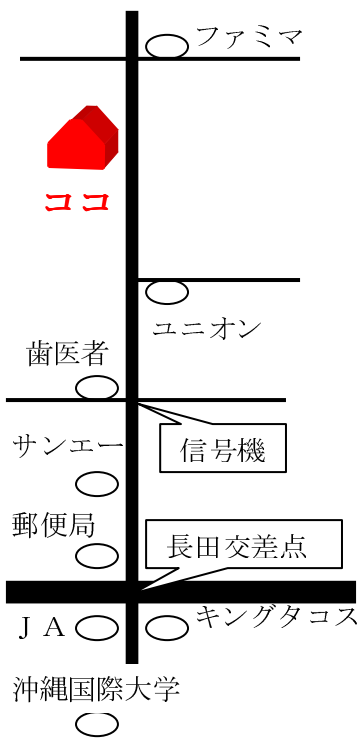 ファミマ
ココ
ユニオン
歯医者
サンエー
信号機
郵便局
長田交差点
キングタコス
ＪＡ
沖縄国際大学